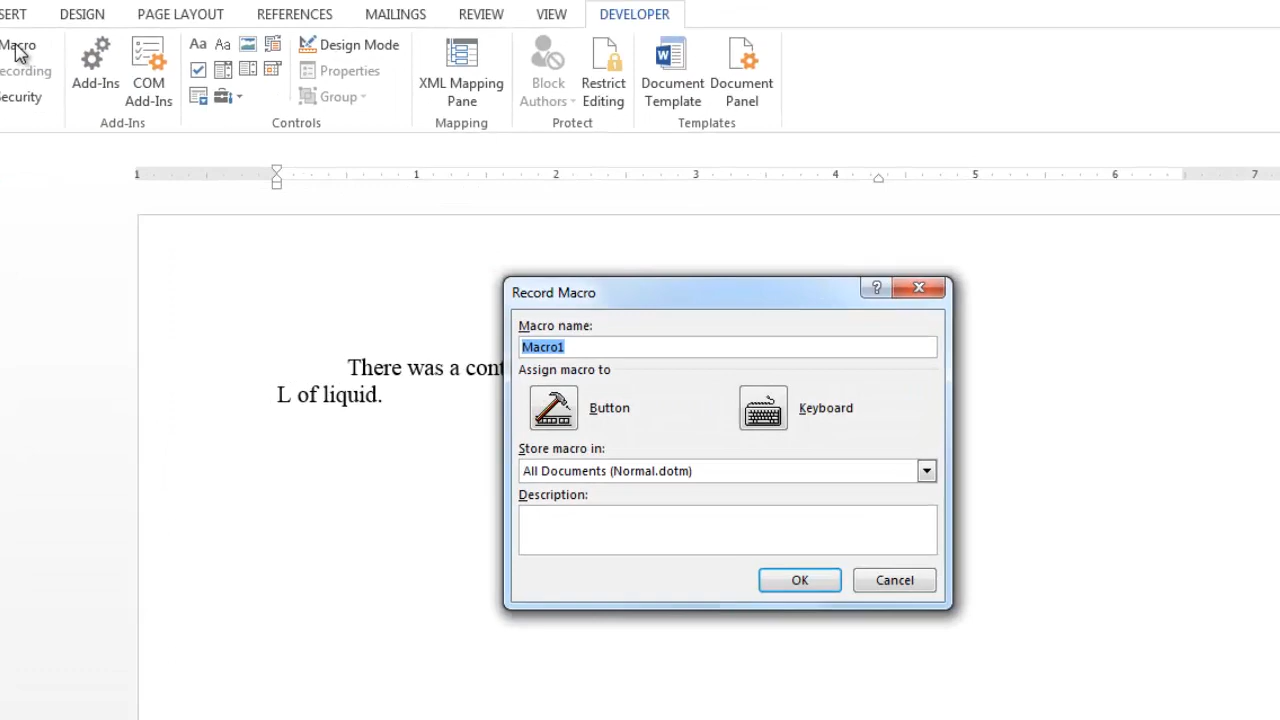 SERT DESIGN PAGE LAYOUT REFERENCES MAILINGS REVIEW VIEW DEVELOPER
Macro
ecording
ecurity
Add-Ins
COM
Add-Ins
Add-Ins
Aa Aa
Design Mode
Properties
Group
Controls
XML Mapping
Pane
Mapping
Block
Authors
Restrict
Editing
Protect
Document
Template
Document
Panel
Templates
1 1 2 3 4 5 6 7
There was a cont
L of liquid.
Record Macro
Macro name:
Macro1
Assign macro to
Button
Keyboard
Store macro in:
All Documents (Normal.dotm)
Description:
OK Cancel